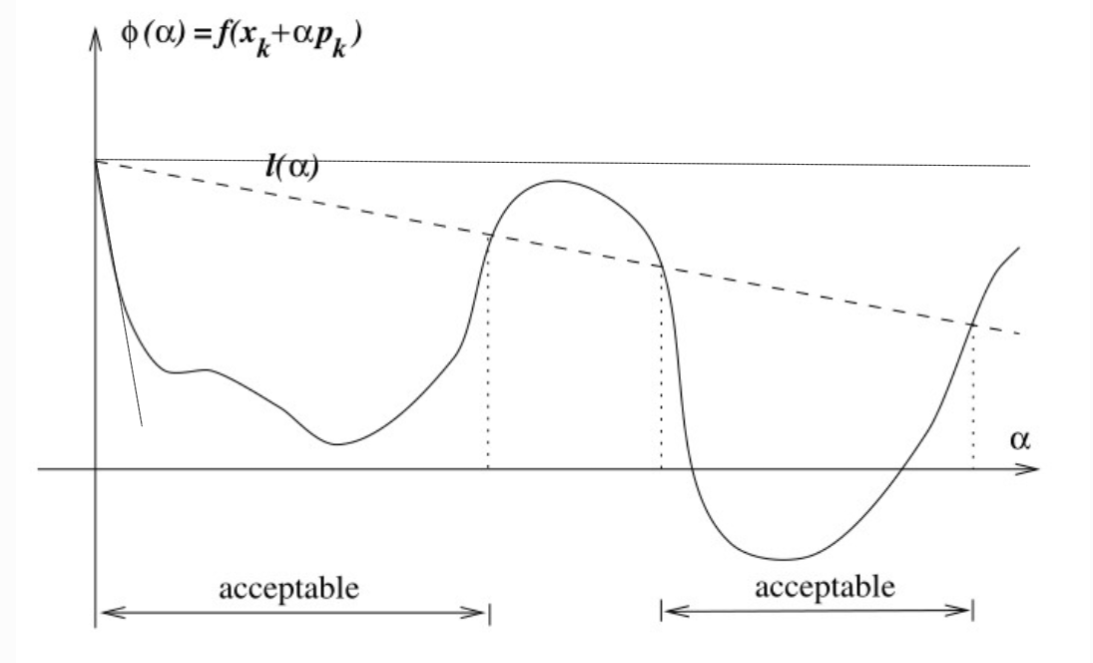 ϕ(α) =f(x_k+αp_k)
l(α)
α
acceptable
acceptable